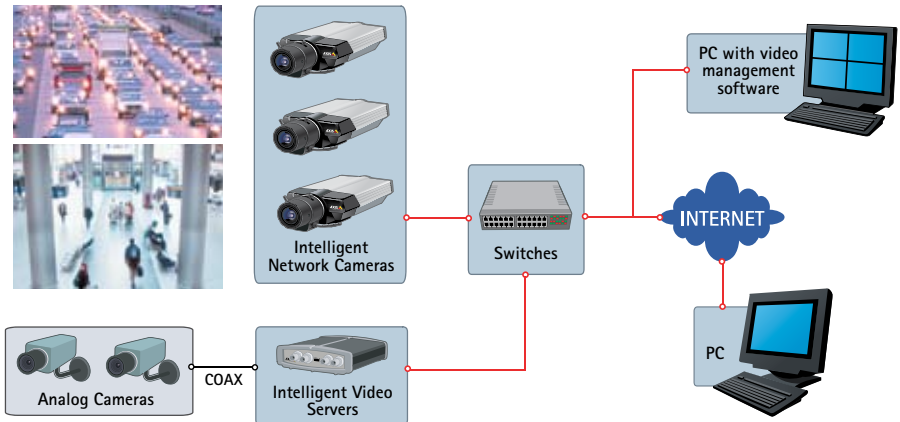 PC with video
management
software
Intelligent
Network Cameras
Switches
INTERNET
PC
COAX
Analog Cameras
Intelligent Video
Servers